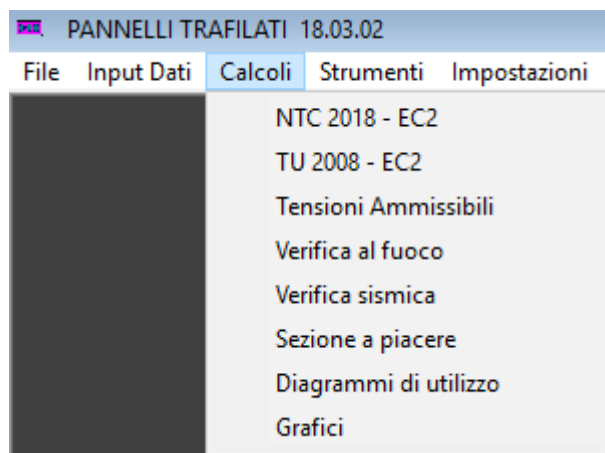 PANNELLI TRAFILATI 18.03.02
File Input Dati Calcoli Strumenti Impostazioni
NTC 2018 - EC2
TU 2008 - EC2
Tensioni Ammissibili
Verifica al fuoco
Verifica sismica
Sezione a piacere
Diagrammi di utilizzo
Grafici